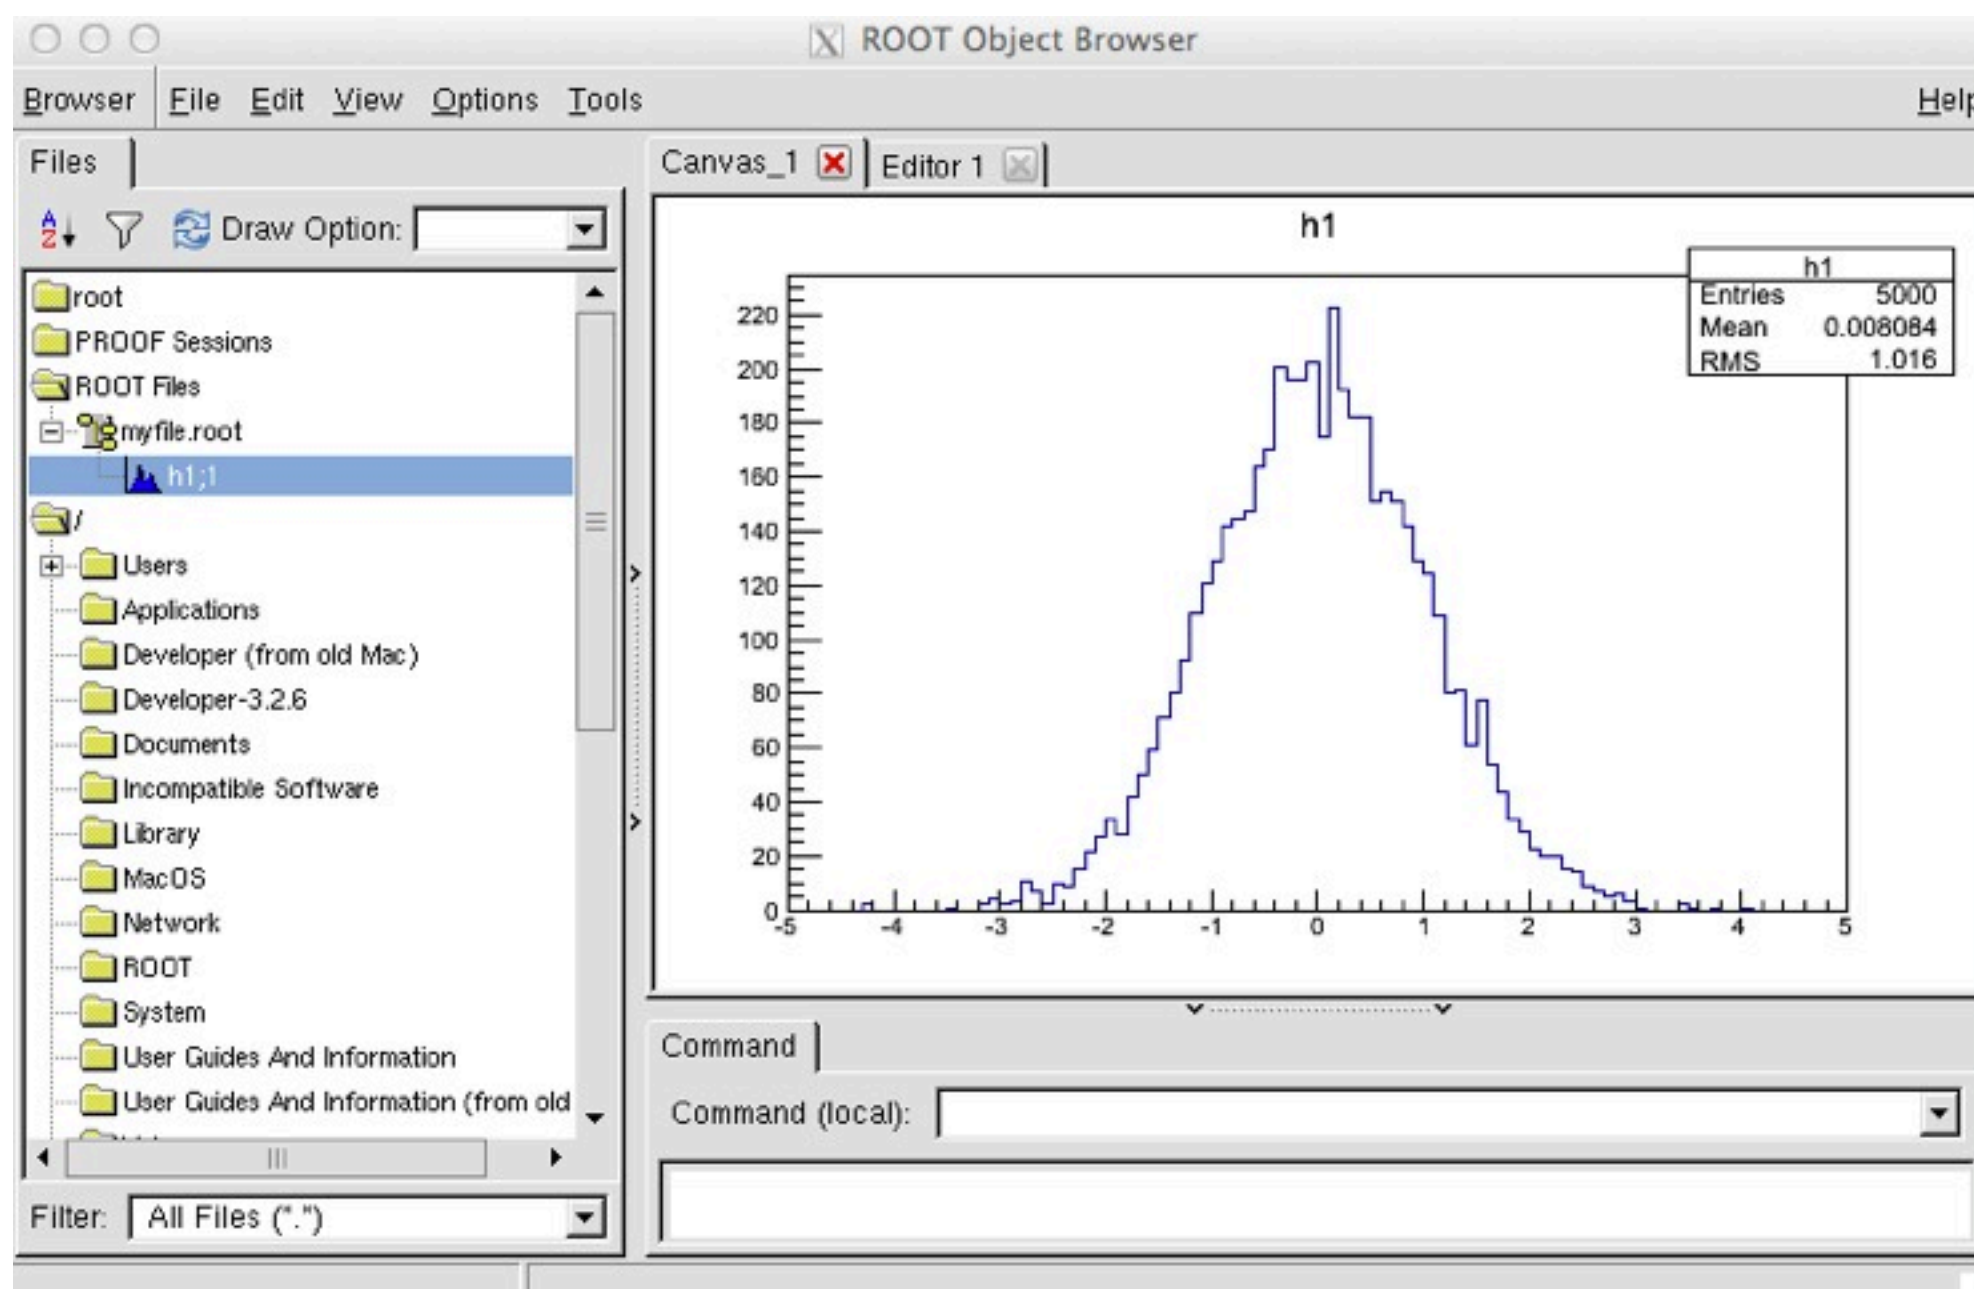 ROOT Object Browser
Browser File Edit View Options Tools Help
Files
Draw Option:
root
PROOF Sessions
ROOT Files
myfile.root
h1;1
/
Users
Applications
Developer (from old Mac)
Developer-3.2.6
Documents
Incompatible Software
Library
MacOS
Network
ROOT
System
User Guides And Information
User Guides And Information (from old
Filter: All Files (*.*)
Canvas_1 Editor 1
h1
h1
Entries 5000
Mean 0.008084
RMS 1.016
220
200
180
160
140
120
100
80
60
40
20
0
-5 -4 -3 -2 -1 0 1 2 3 4 5
Command
Command (local):